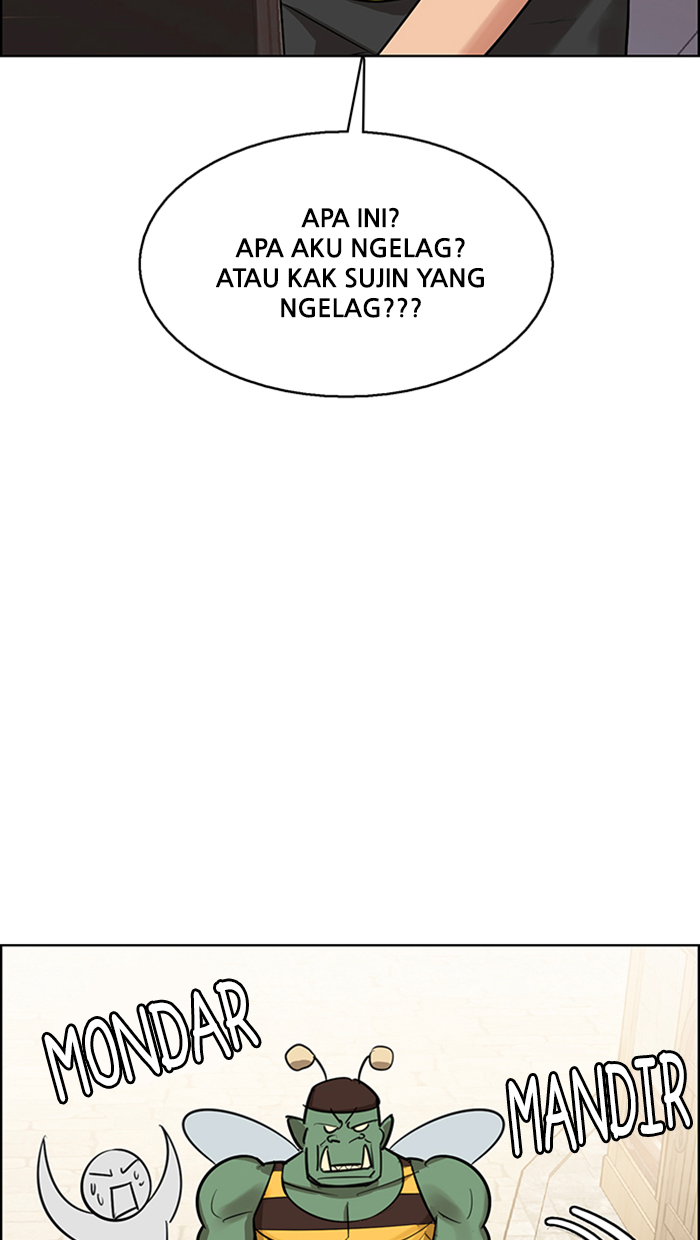 APA INI?
APA AKU NGELAG?
ATAU KAK SUJIN YANG
NGELAG???
MONDAR
MANDIR